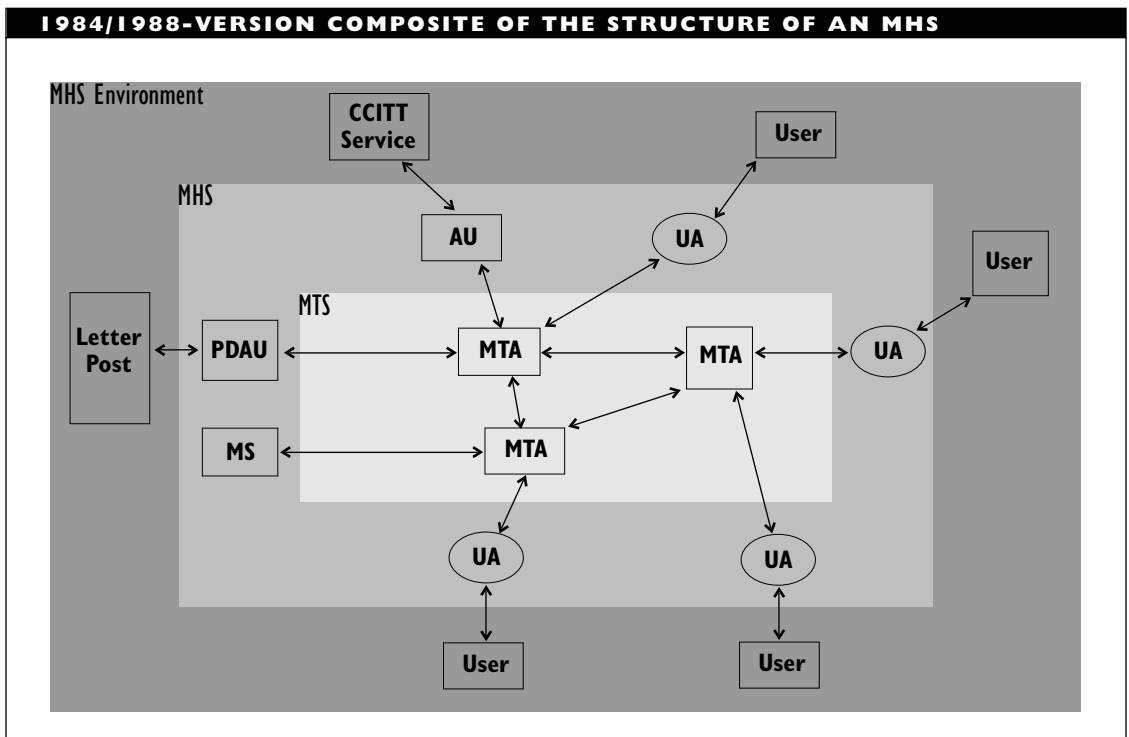 1984/1988-VERSION COMPOSITE OF THE STRUCTURE OF AN MHS
MHS Environment
CCITT
Service
User
MHS
AU
UA
User
MTS
Letter
Post
PDAU
MTA
MTA
UA
MS
MTA
UA
UA
User
User